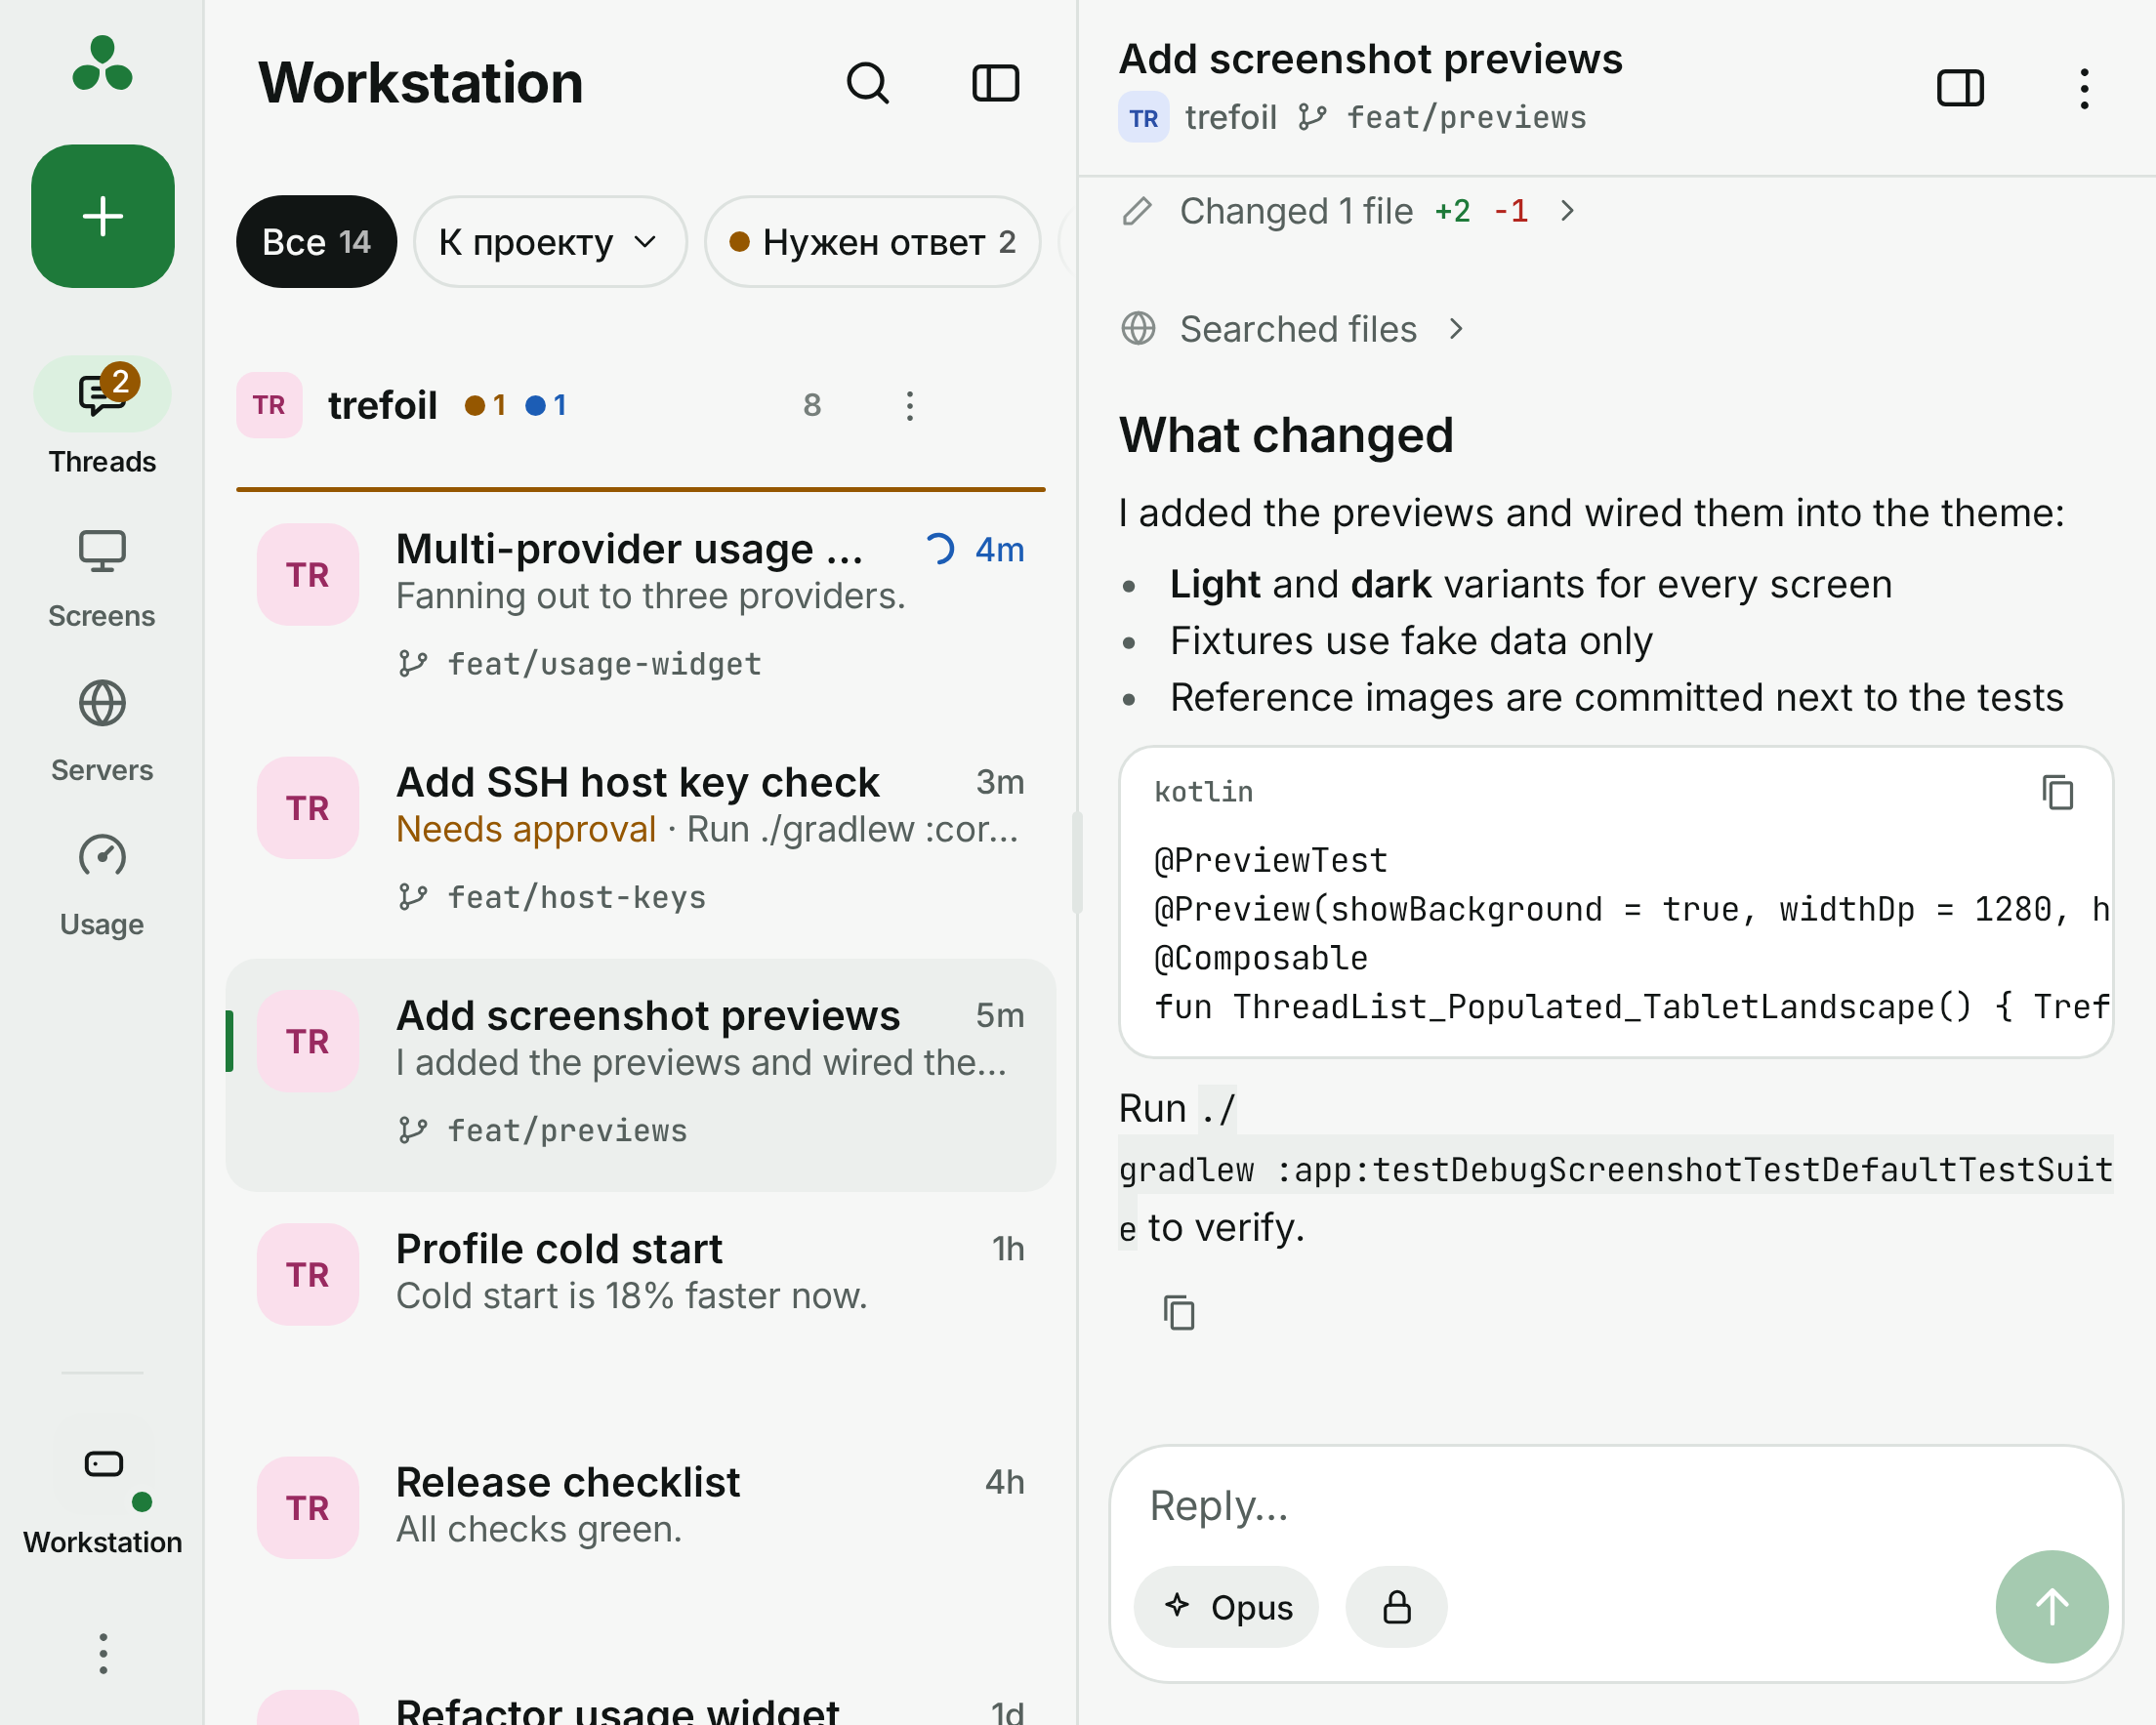 Workstation
Все 14
К проекту
Нужен ответ 2
2
Threads
Screens
Servers
Usage
Workstation
TR trefoil 1 1 8
TR Multi-provider usage ... 4m
Fanning out to three providers.
feat/usage-widget
TR Add SSH host key check 3m
Needs approval · Run ./gradlew :cor...
feat/host-keys
TR Add screenshot previews 5m
I added the previews and wired the...
feat/previews
TR Profile cold start 1h
Cold start is 18% faster now.
TR Release checklist 4h
All checks green.
Refactor usage widget 1d
Add screenshot previews
TR trefoil feat/previews
Changed 1 file +2 -1
Searched files
What changed
I added the previews and wired them into the theme:
• Light and dark variants for every screen
• Fixtures use fake data only
• Reference images are committed next to the tests
kotlin
@PreviewTest
@Preview(showBackground = true, widthDp = 1280, h
@Composable
fun ThreadList_Populated_TabletLandscape() { Tref
Run ./
gradlew :app:testDebugScreenshotTestDefaultTestSuit
e to verify.
Reply...
Opus